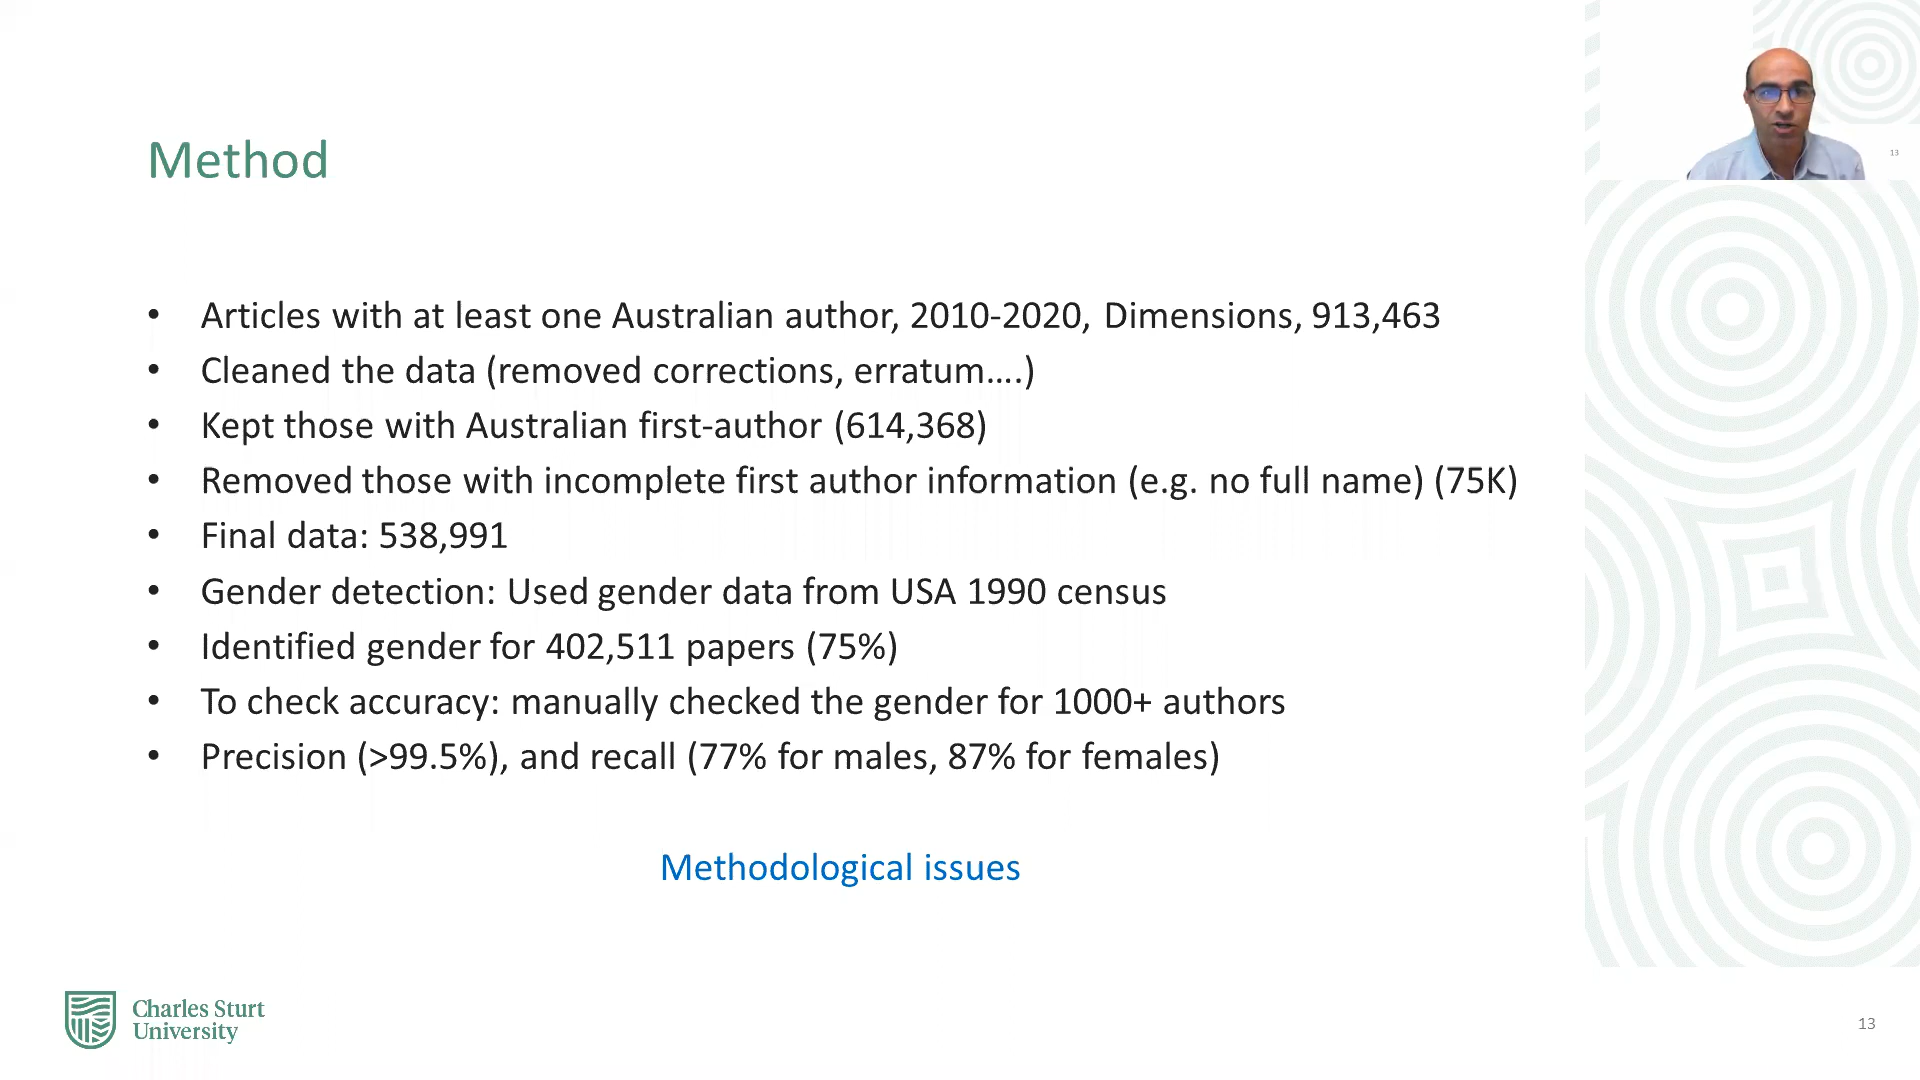 Method
• Articles with at least one Australian author, 2010-2020, Dimensions, 913,463
• Cleaned the data (removed corrections, erratum….)
• Kept those with Australian first-author (614,368)
• Removed those with incomplete first author information (e.g. no full name) (75K)
• Final data: 538,991
• Gender detection: Used gender data from USA 1990 census
• Identified gender for 402,511 papers (75%)
• To check accuracy: manually checked the gender for 1000+ authors
• Precision (>99.5%), and recall (77% for males, 87% for females)
Methodological issues
Charles Sturt
University
13
13